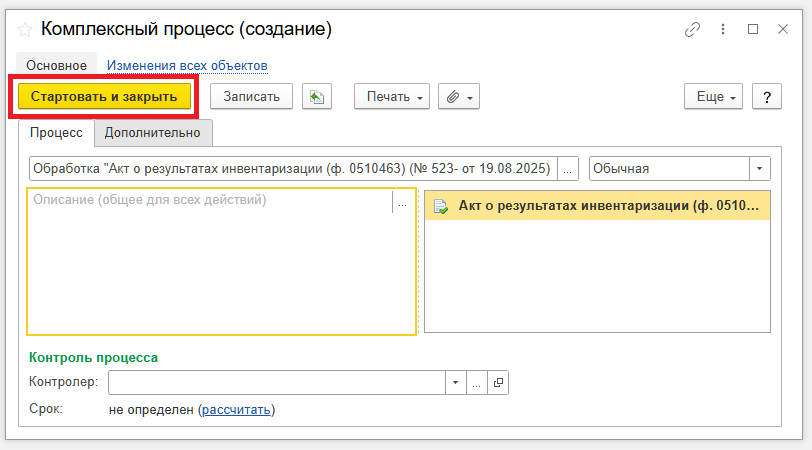 Комплексный процесс (создание)
Основное Изменения всех объектов
Стартовать и закрыть Записать Печать Еще ?
Процесс Дополнительно
Обработка "Акт о результатах инвентаризации (ф. 0510463) (№ 523- от 19.08.2025) ... Обычная
Описание (общее для всех действий) ... Акт о результатах инвентаризации (ф. 0510...
Контроль процесса
Контролер: ...
Срок: не определен (рассчитать)